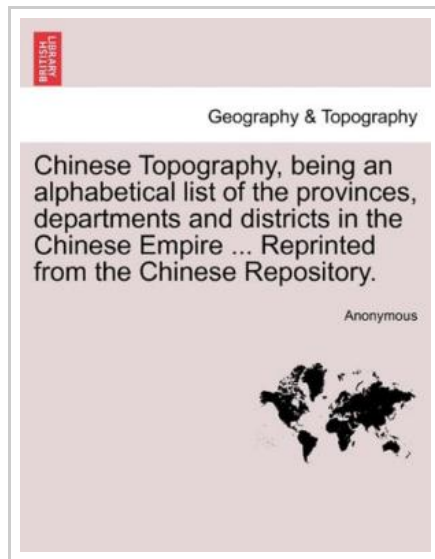 BRITISH
LIBRARY
Geography & Topography
Chinese Topography, being an
alphabetical list of the provinces,
departments and districts in the
Chinese Empire ... Reprinted
from the Chinese Repository.
Anonymous